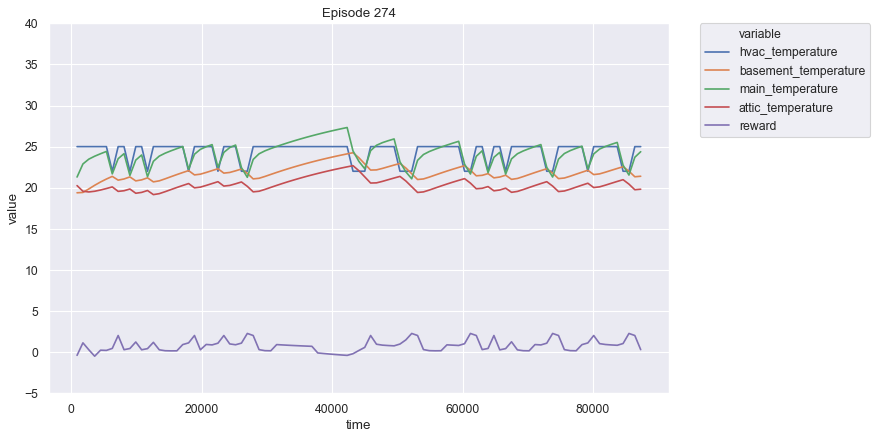 Episode 274
40
35
30
25
20
15
10
5
0
−5
value
0
20000
40000
60000
80000
time
variable
hvac_temperature
basement_temperature
main_temperature
attic_temperature
reward